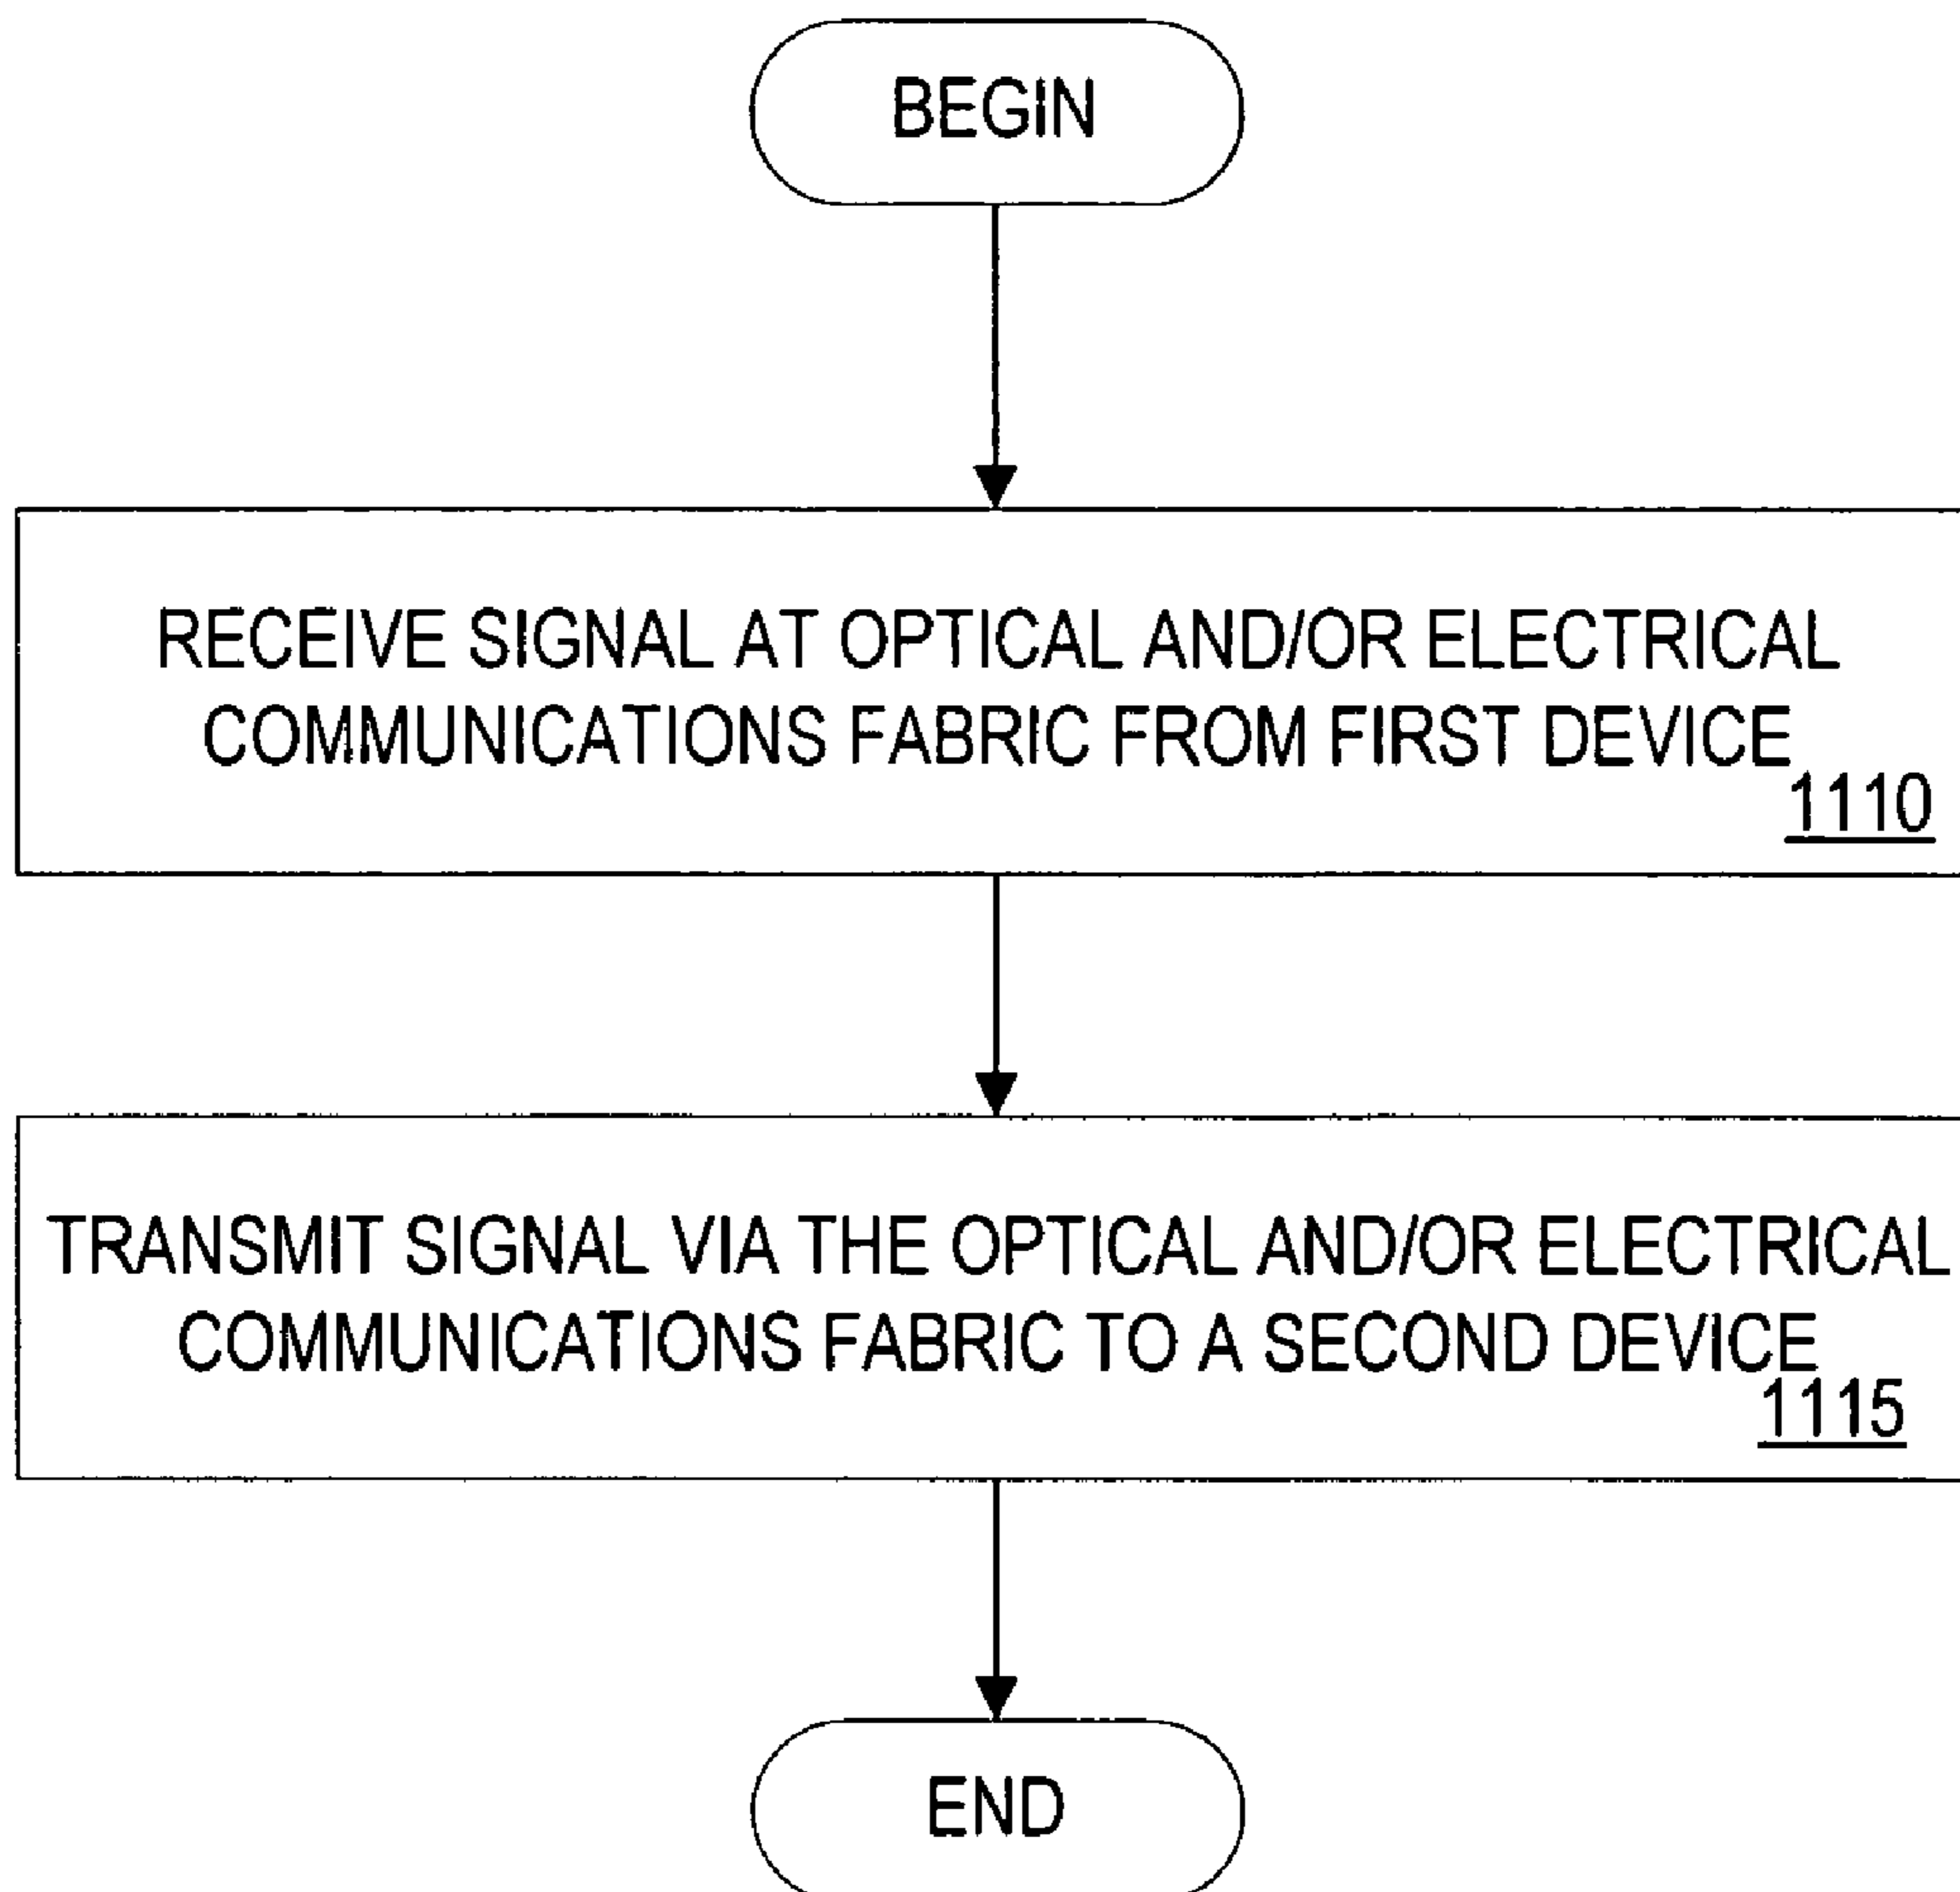 BEGIN
RECEIVE SIGNAL AT OPTICAL AND/OR ELECTRICAL
COMMUNICATIONS FABRIC FROM FIRST DEVICE
1110
TRANSMIT SIGNAL VIA THE OPTICAL AND/OR ELECTRICAL
COMMUNICATIONS FABRIC TO A SECOND DEVICE
1115
END